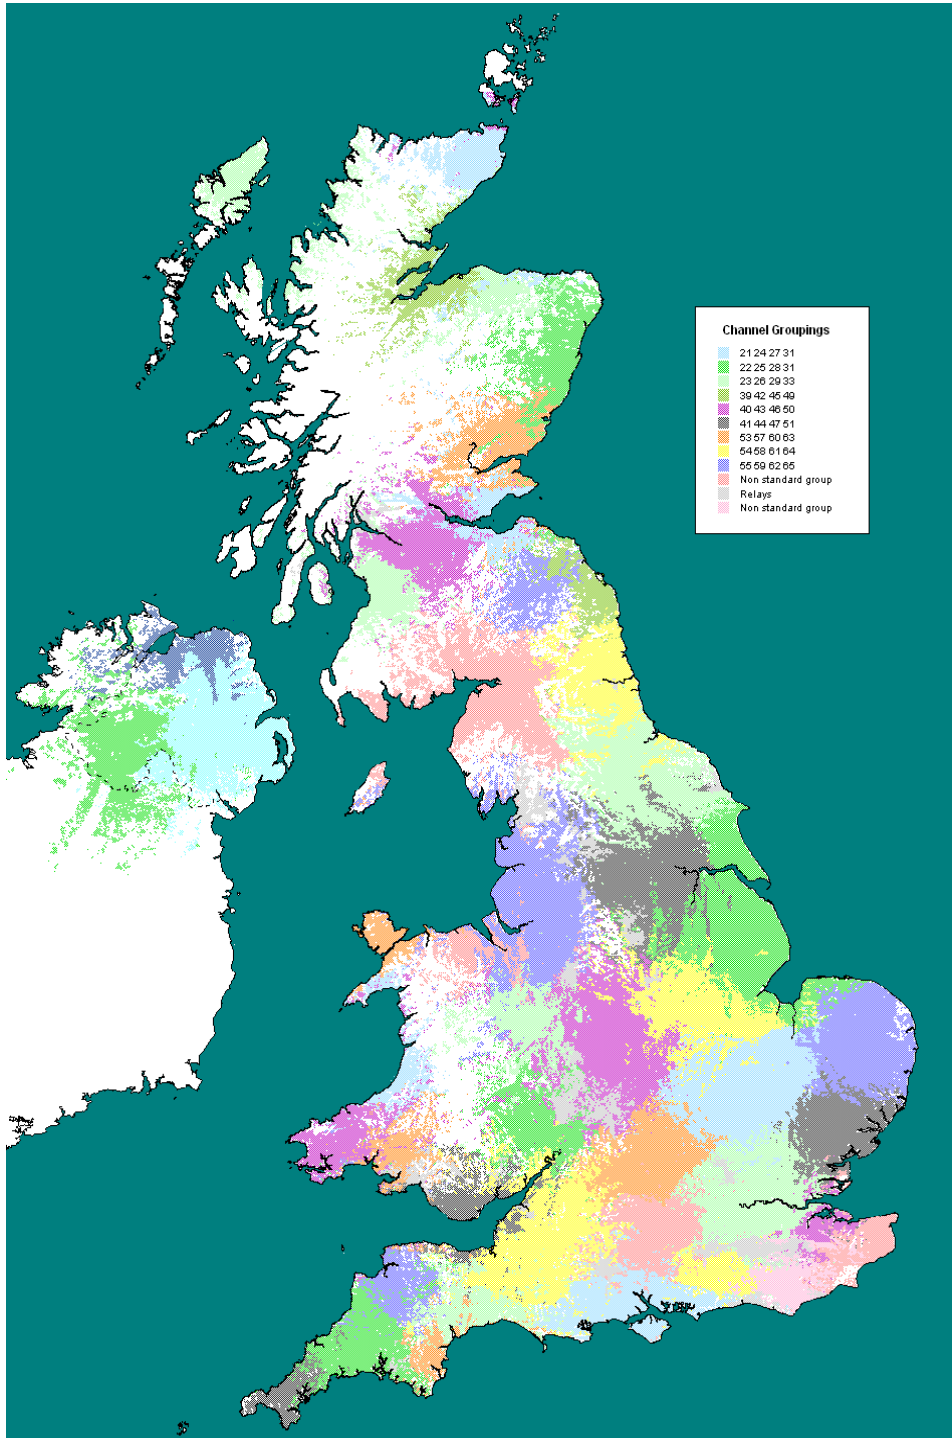 Channel Groupings
21 24 27 31
22 25 28 31
23 26 29 33
39 42 45 49
40 43 46 50
41 44 47 51
53 57 60 63
54 58 61 64
55 59 62 65
Non standard group
Relays
Non standard group